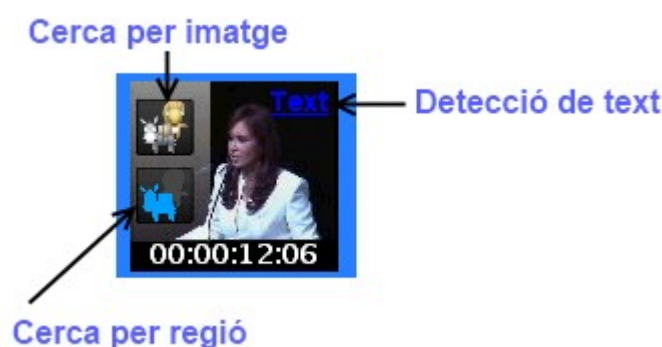 Cerca per imatge
Text
Detecció de text
00:00:12:06
Cerca per regió